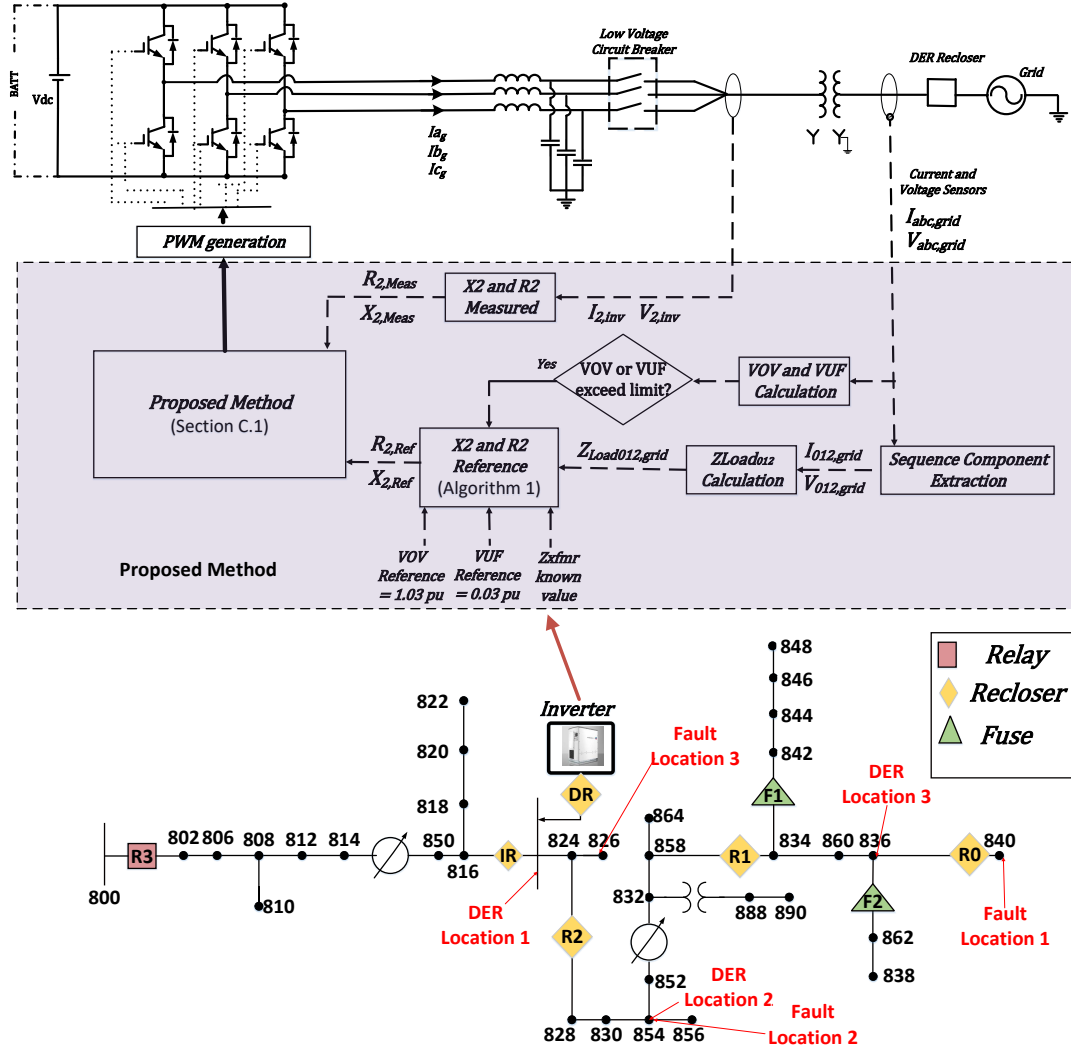 BATT
Vdc
Iag
Ibg
Icg
Low Voltage
Circuit Breaker
DER Recloser
Grid
Current and
Voltage Sensors
Iabc,grid
Vabc,grid
PWM generation
R2,Meas
X2,Meas
X2 and R2
Measured
I2,inv V2,inv
Proposed Method
(Section C.1)
Yes
VOV or VUF
exceed limit?
VOV and VUF
Calculation
R2,Ref
X2,Ref
X2 and R2
Reference
(Algorithm 1)
ZLoad012,grid
ZLoad012
Calculation
I012,grid
V012,grid
Sequence Component
Extraction
VOV
Reference
= 1.03 pu
VUF
Reference
= 0.03 pu
Zxfmr
known
value
Proposed Method
Relay
Recloser
Fuse
848
846
844
842
822
820
818
Inverter
DR
Fault
Location 3
F1
DER
Location 3
864
800
R3
802
806
808
812
814
850
816
IR
824
826
858
R1
834
860
836
R0
840
810
DER
Location 1
R2
832
888
890
F2
Fault
Location 1
862
838
852
DER
Location 2
828
830
854
856
Fault
Location 2